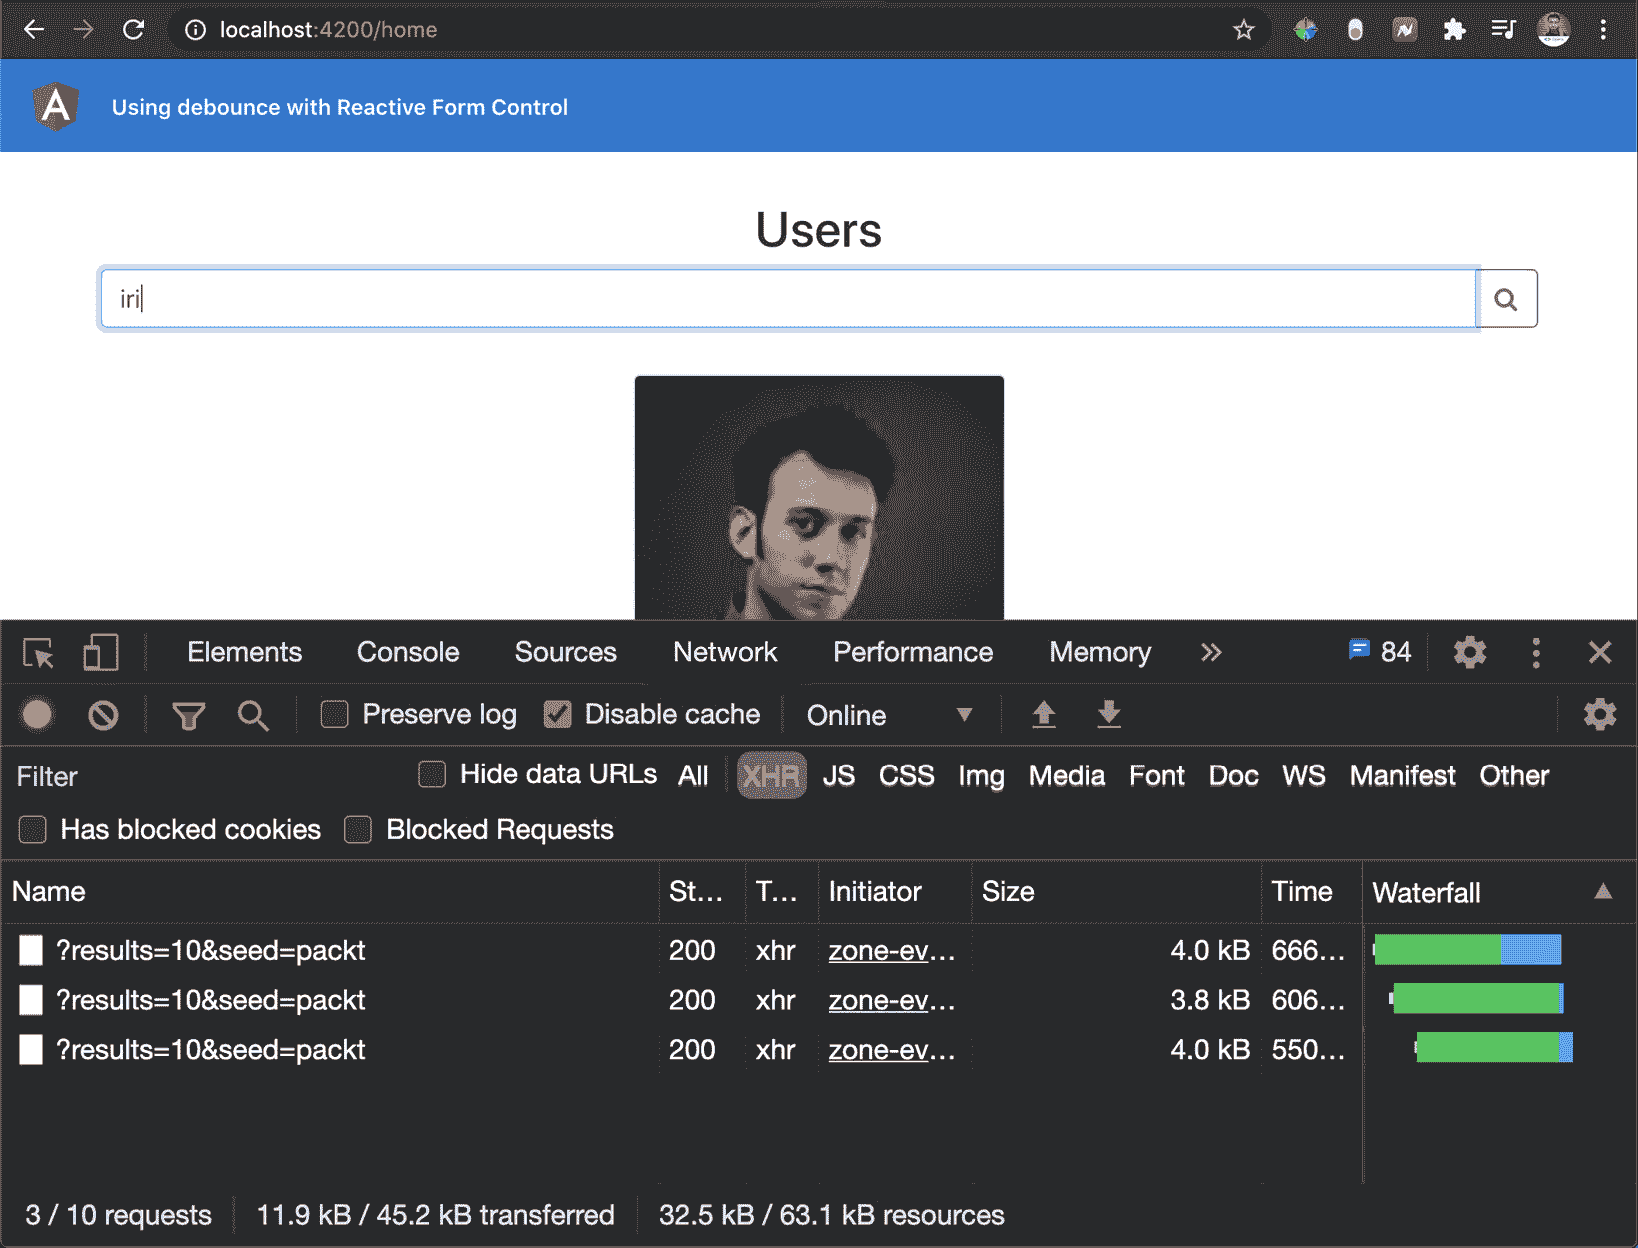 localhost:4200/home
A
Using debounce with Reactive Form Control
Users
iri
Elements Console Sources Network Performance Memory 84
Preserve log Disable cache Online
Filter Hide data URLs All XHR JS CSS Img Media Font Doc WS Manifest Other
Has blocked cookies Blocked Requests
Name St... T... Initiator Size Time Waterfall
?results=10&seed=packt 200 xhr zone-ev... 4.0 kB 666...
?results=10&seed=packt 200 xhr zone-ev... 3.8 kB 606...
?results=10&seed=packt 200 xhr zone-ev... 4.0 kB 550...
3 / 10 requests 11.9 kB / 45.2 kB transferred 32.5 kB / 63.1 kB resources